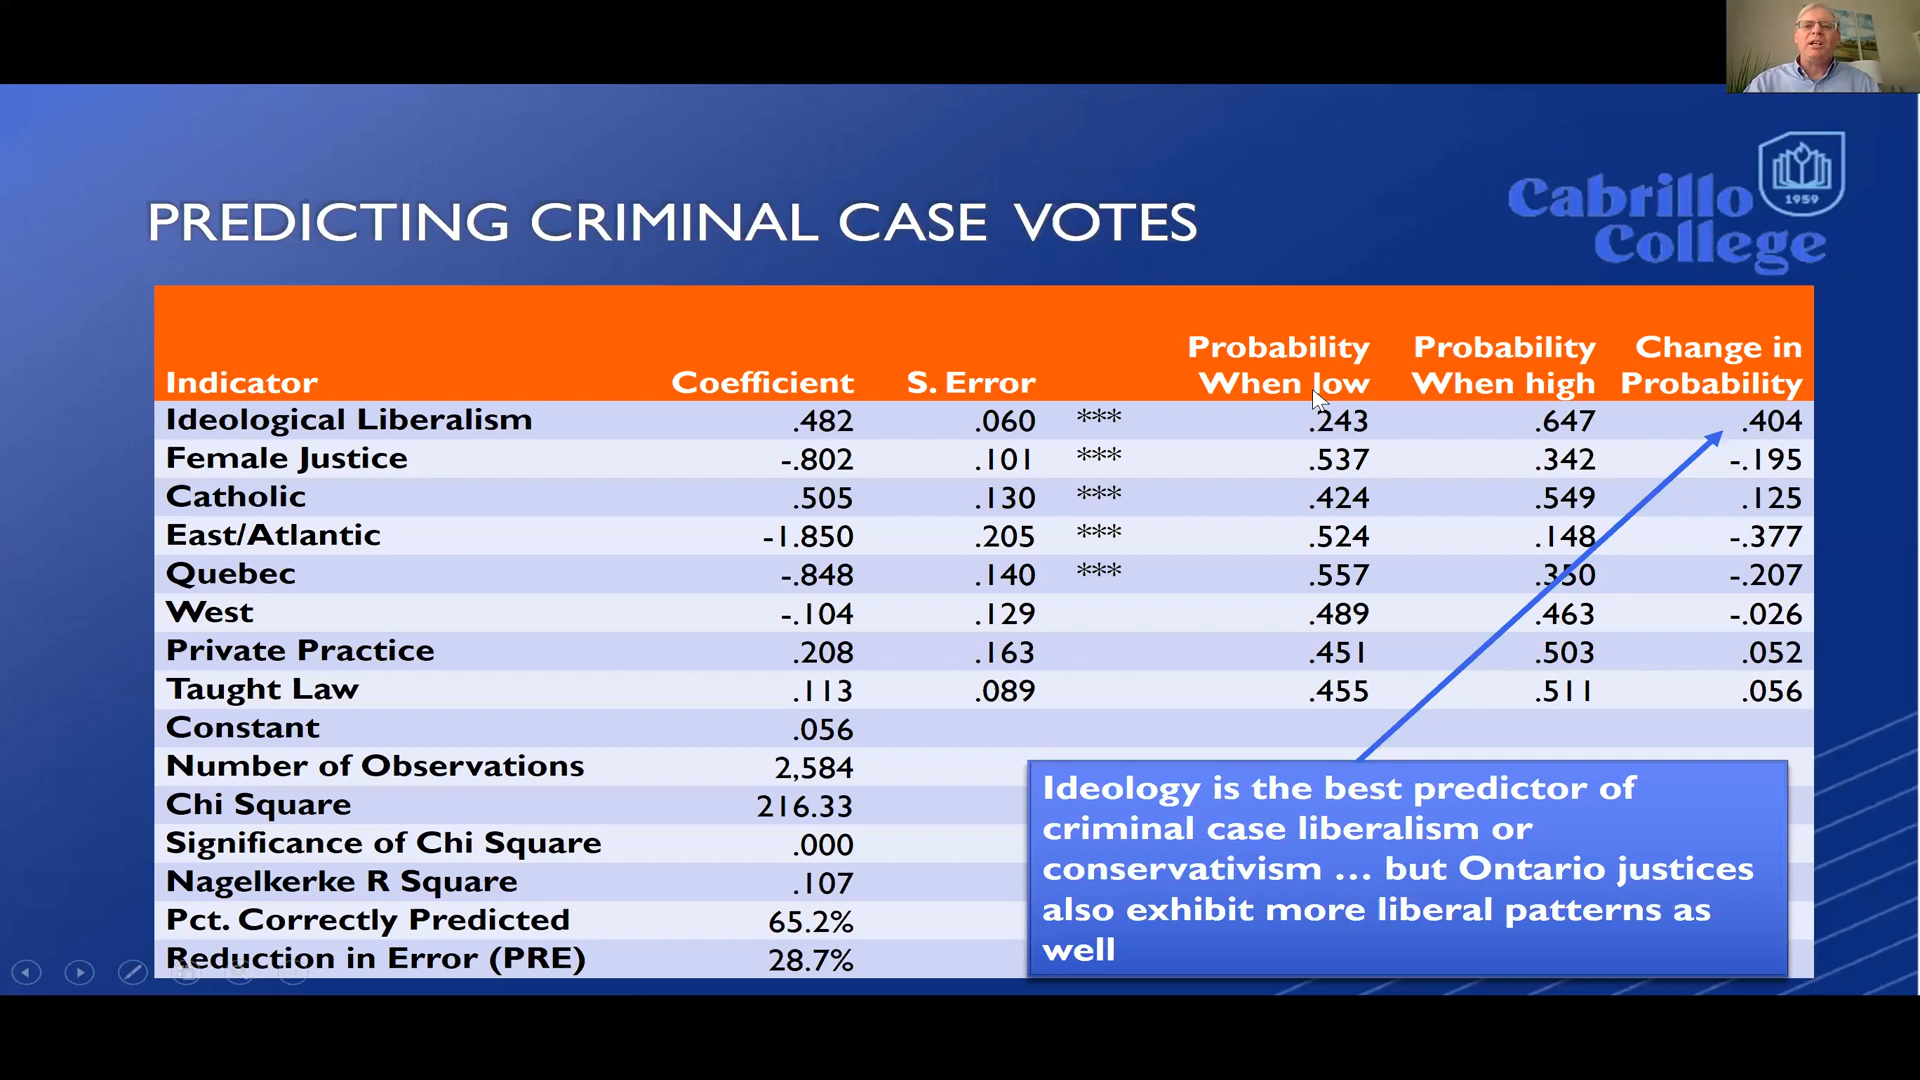 Cabrillo
College
1959
PREDICTING CRIMINAL CASE VOTES
Indicator Coefficient S. Error Probability When low Probability When high Change in Probability
Ideological Liberalism .482 .060 *** .243 .647 .404
Female Justice -.802 .101 *** .537 .342 -.195
Catholic .505 .130 *** .424 .549 .125
East/Atlantic -1.850 .205 *** .524 .148 -.377
Quebec -.848 .140 *** .557 .350 -.207
West -.104 .129 .489 .463 -.026
Private Practice .208 .163 .451 .503 .052
Taught Law .113 .089 .455 .511 .056
Constant .056
Number of Observations 2,584
Chi Square 216.33
Significance of Chi Square .000
Nagelkerke R Square .107
Pct. Correctly Predicted 65.2%
Reduction in Error (PRE) 28.7%
Ideology is the best predictor of
criminal case liberalism or
conservativism ... but Ontario justices
also exhibit more liberal patterns as
well